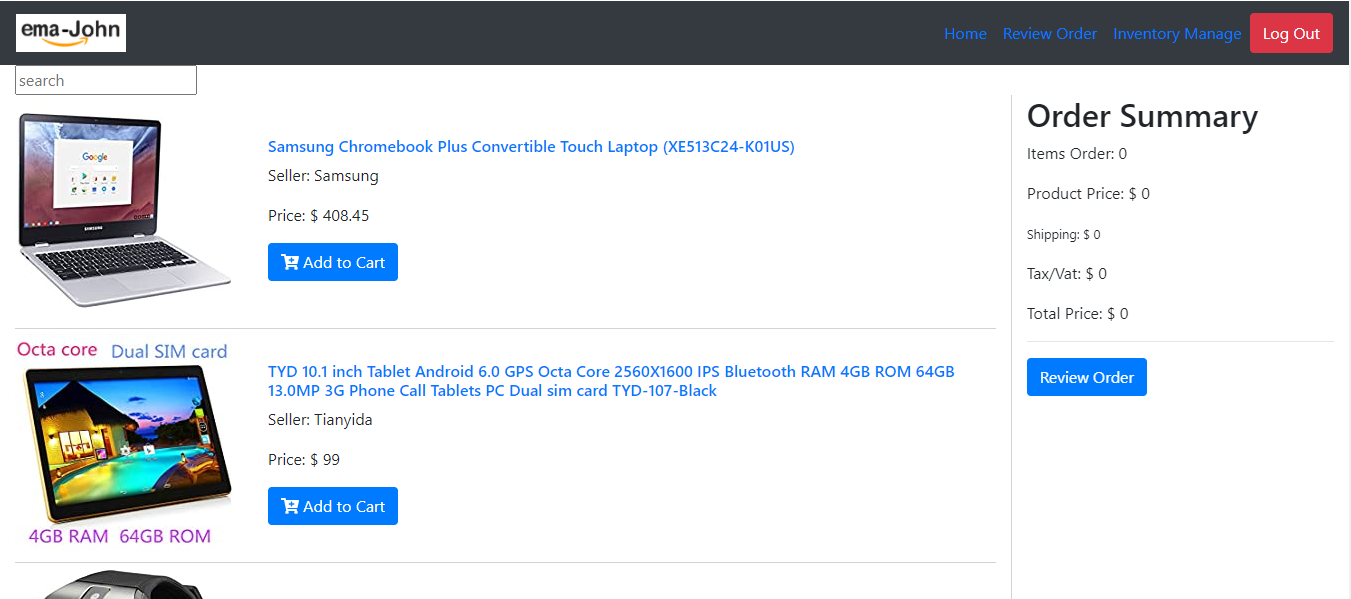 ema-John
Home Review Order Inventory Manage Log Out
search
Google
SAMSUNG
Samsung Chromebook Plus Convertible Touch Laptop (XE513C24-K01US)
Seller: Samsung
Price: $ 408.45
Add to Cart
Octa core Dual SIM card
4GB RAM 64GB ROM
TYD 10.1 inch Tablet Android 6.0 GPS Octa Core 2560X1600 IPS Bluetooth RAM 4GB ROM 64GB
13.0MP 3G Phone Call Tablets PC Dual sim card TYD-107-Black
Seller: Tianyida
Price: $ 99
Add to Cart
Order Summary
Items Order: 0
Product Price: $ 0
Shipping: $ 0
Tax/Vat: $ 0
Total Price: $ 0
Review Order